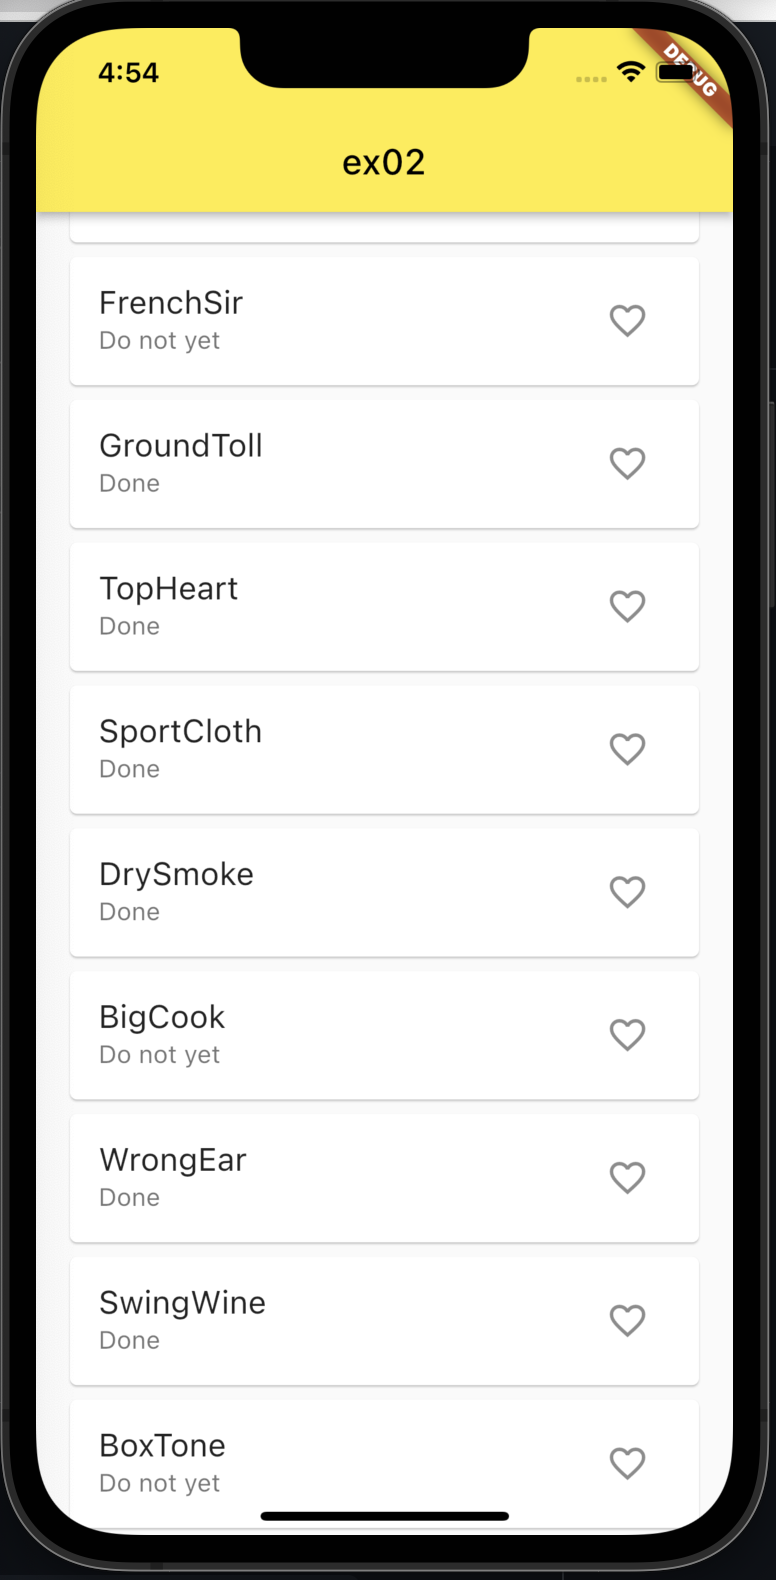 4:54
DEBUG
ex02
FrenchSir
Do not yet
GroundToll
Done
TopHeart
Done
SportCloth
Done
DrySmoke
Done
BigCook
Do not yet
WrongEar
Done
SwingWine
Done
BoxTone
Do not yet